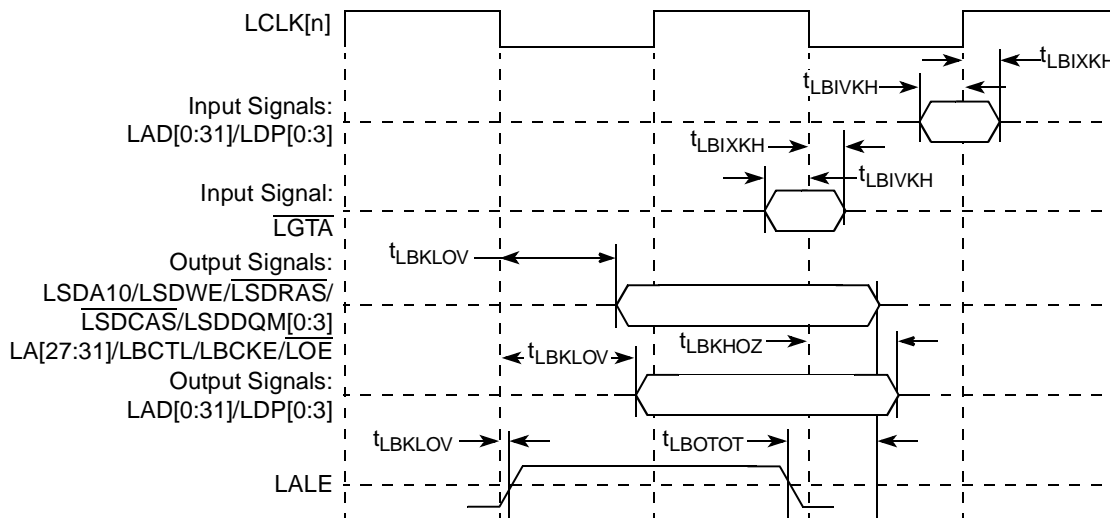 LCLK[n]
tLBIXKH
tLBIVKH
Input Signals:
LAD[0:31]/LDP[0:3]
tLBIXKH
tLBIVKH
Input Signal:
LGTA
tLBKLOV
Output Signals:
LSDA10/LSDWE/LSDRAS/
LSDCAS/LSDDQM[0:3]
LA[27:31]/LBCTL/LBCKE/LOE
tLBKHOZ
tLBKLOV
Output Signals:
LAD[0:31]/LDP[0:3]
tLBKLOV
tLBOTOT
LALE